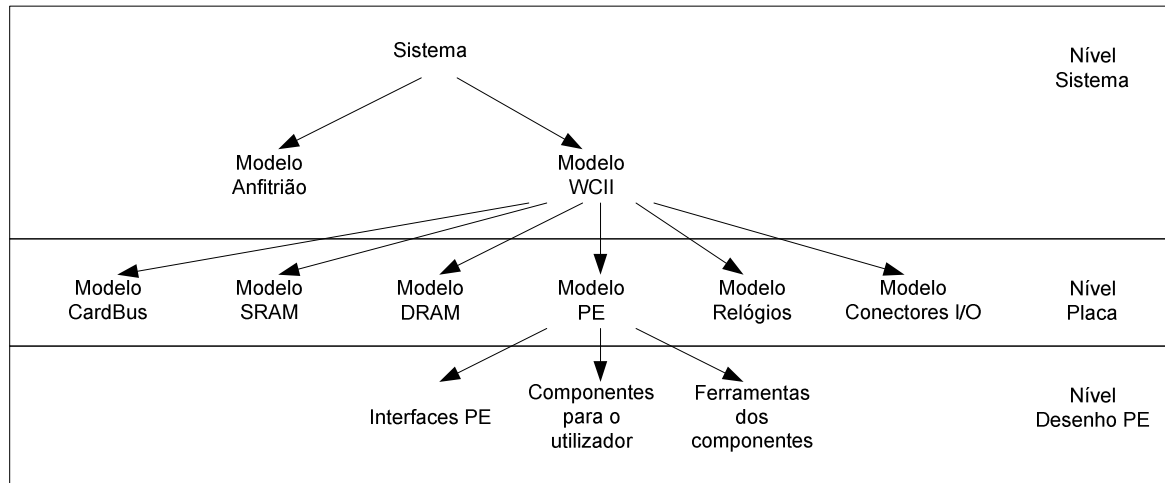 Sistema
Nível
Sistema
Modelo
Anfitrião
Modelo
WCII
Modelo
CardBus
Modelo
SRAM
Modelo
DRAM
Modelo
PE
Modelo
Relógios
Modelo
Conectores I/O
Nível
Placa
Interfaces PE
Componentes
para o
utilizador
Ferramentas
dos
componentes
Nível
Desenho PE